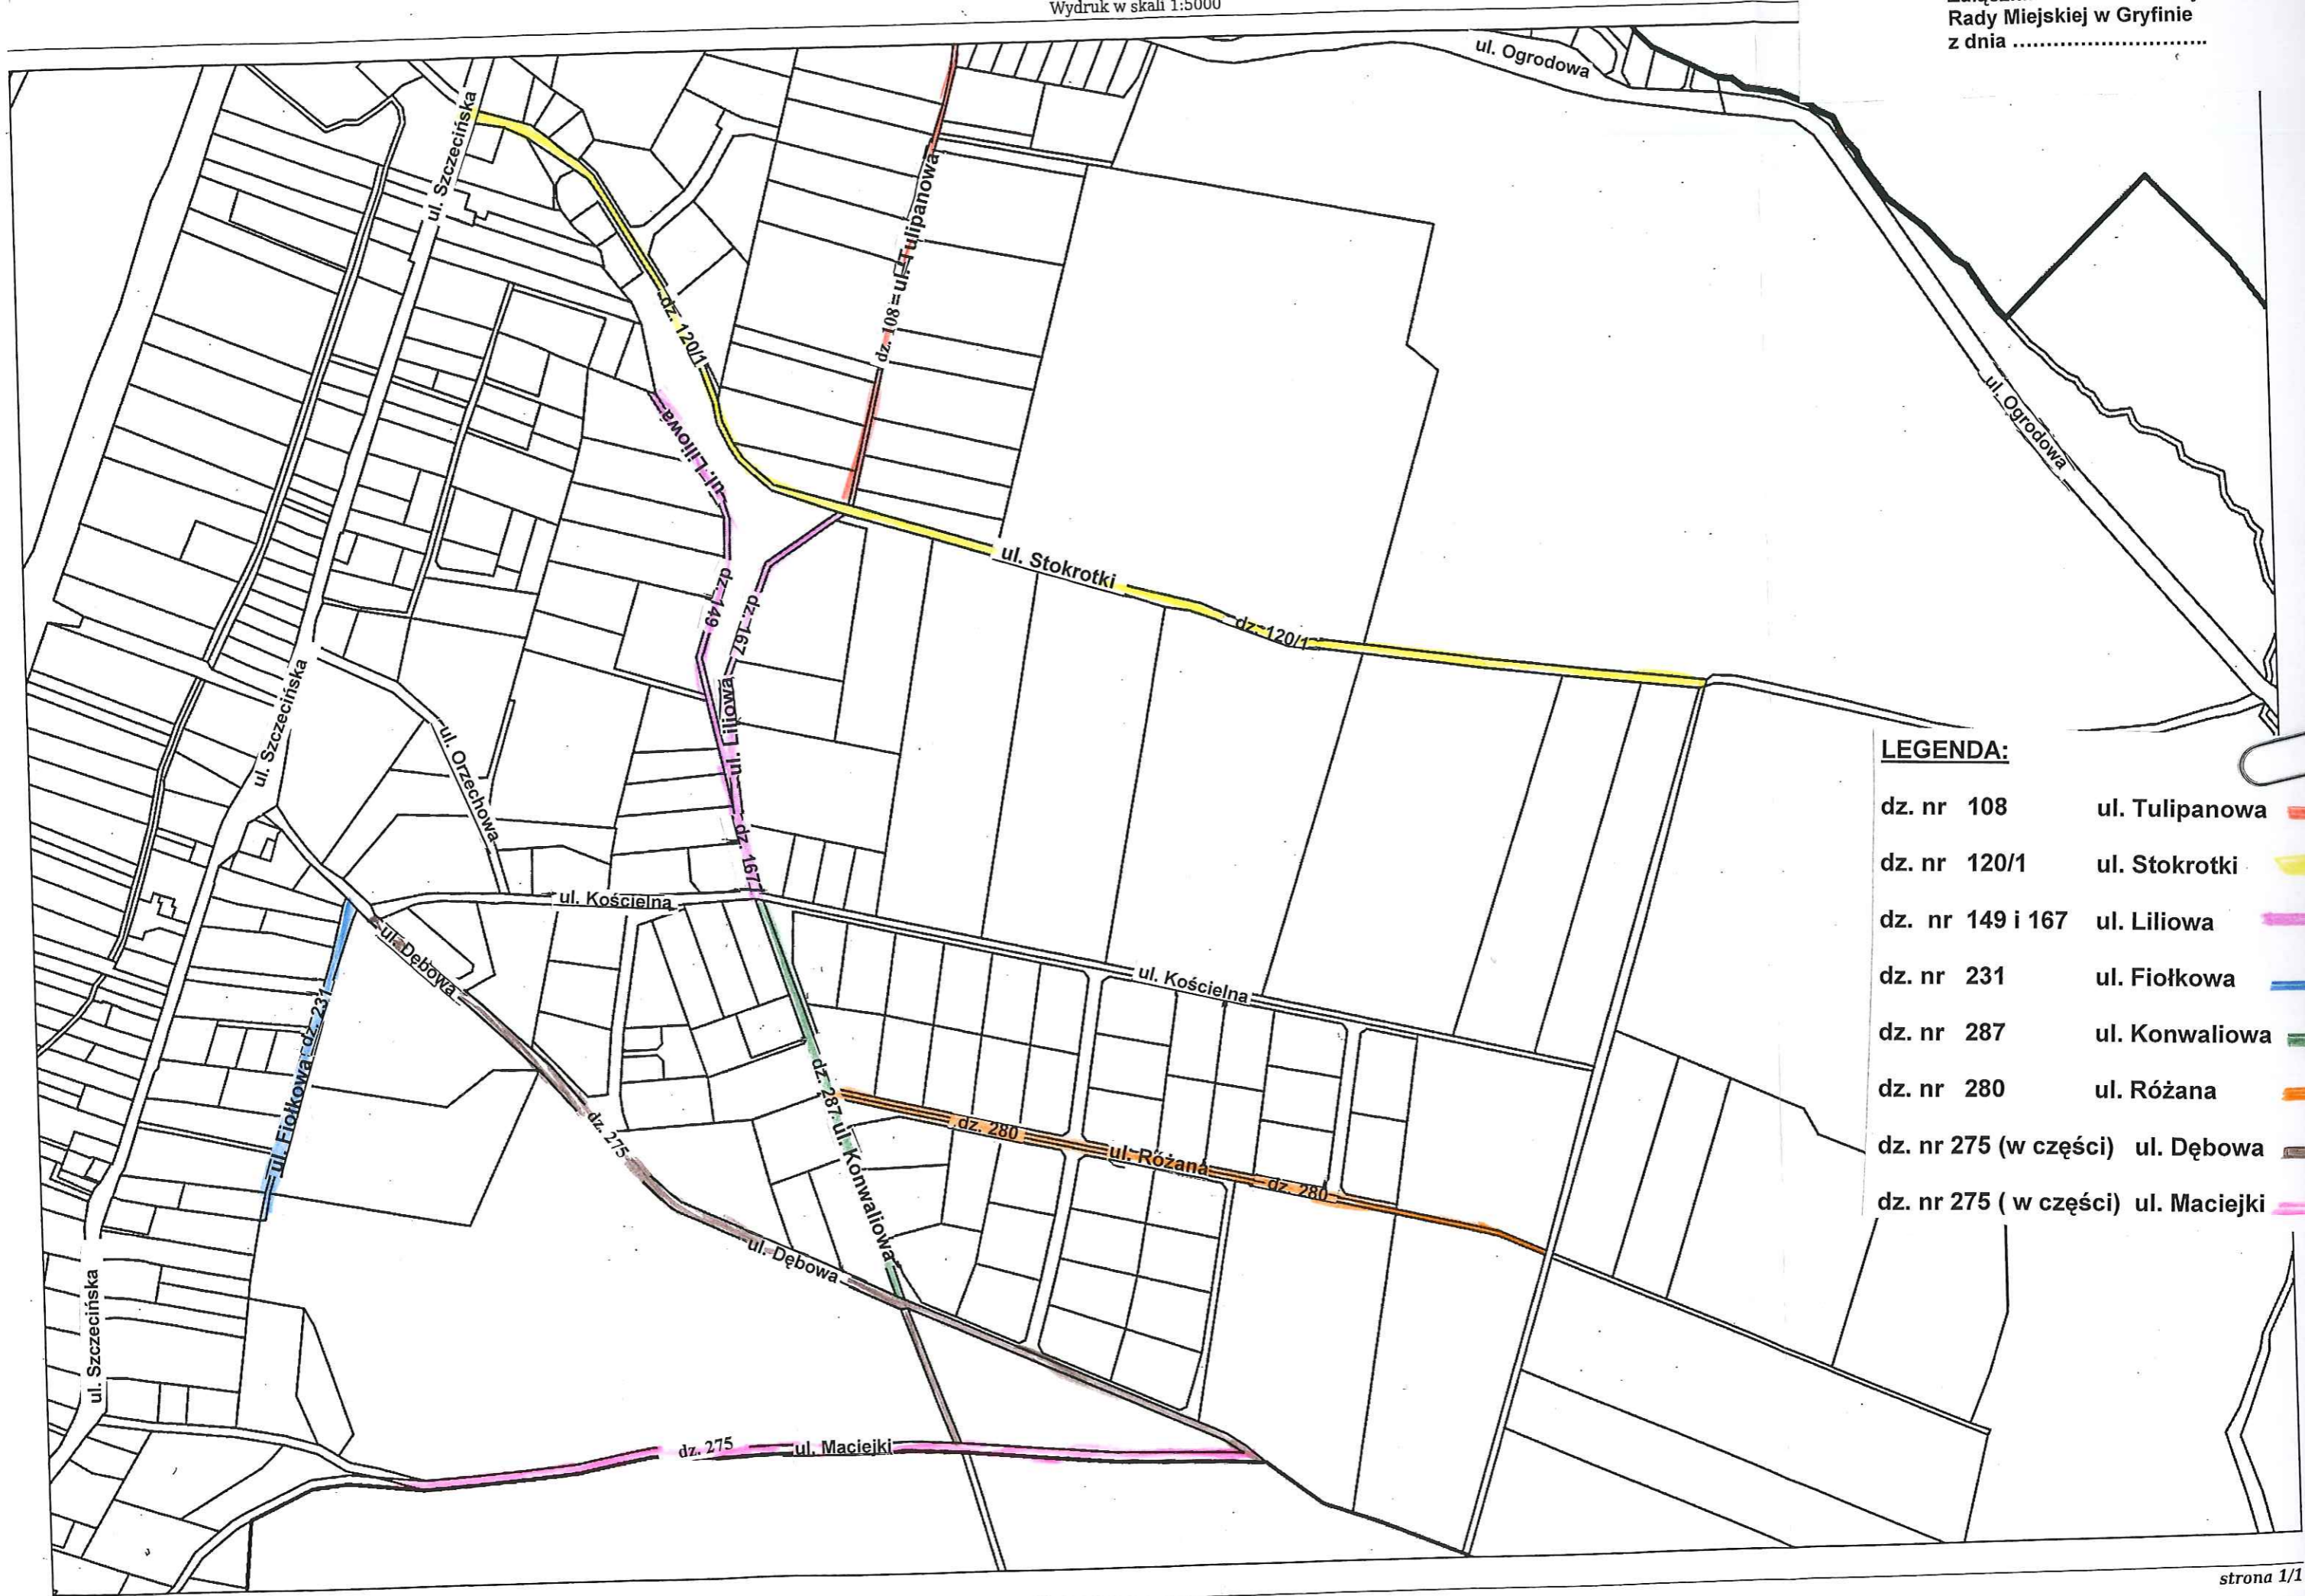 Wydruk w skali 1:5000
Rady Miejskiej w Gryfinie
z dnia ..............................
ul. Ogrodowa
ul. Szczecińska
dz. 108 ul. Tulipanowa
dz. 120/1
ul. Liliowa
ul. Ogrodowa
ul. Stokrotki
dz. 149
dz. 167
dz. 120/1
ul. Szczecińska
ul. Liliowa
ul. Orzechowa
dz. 167
ul. Kościelna
ul. Dębowa
ul. Kościelna
ul. Fiołkowa dz. 231
dz. 287 ul. Konwaliowa
dz. 275
dz. 280
ul. Różana
dz. 280
ul. Dębowa
ul. Szczecińska
dz. 275
ul. Maciejki
LEGENDA:
dz. nr 108 ul. Tulipanowa
dz. nr 120/1 ul. Stokrotki
dz. nr 149 i 167 ul. Liliowa
dz. nr 231 ul. Fiołkowa
dz. nr 287 ul. Konwaliowa
dz. nr 280 ul. Różana
dz. nr 275 (w części) ul. Dębowa
dz. nr 275 ( w części) ul. Maciejki
strona 1/1